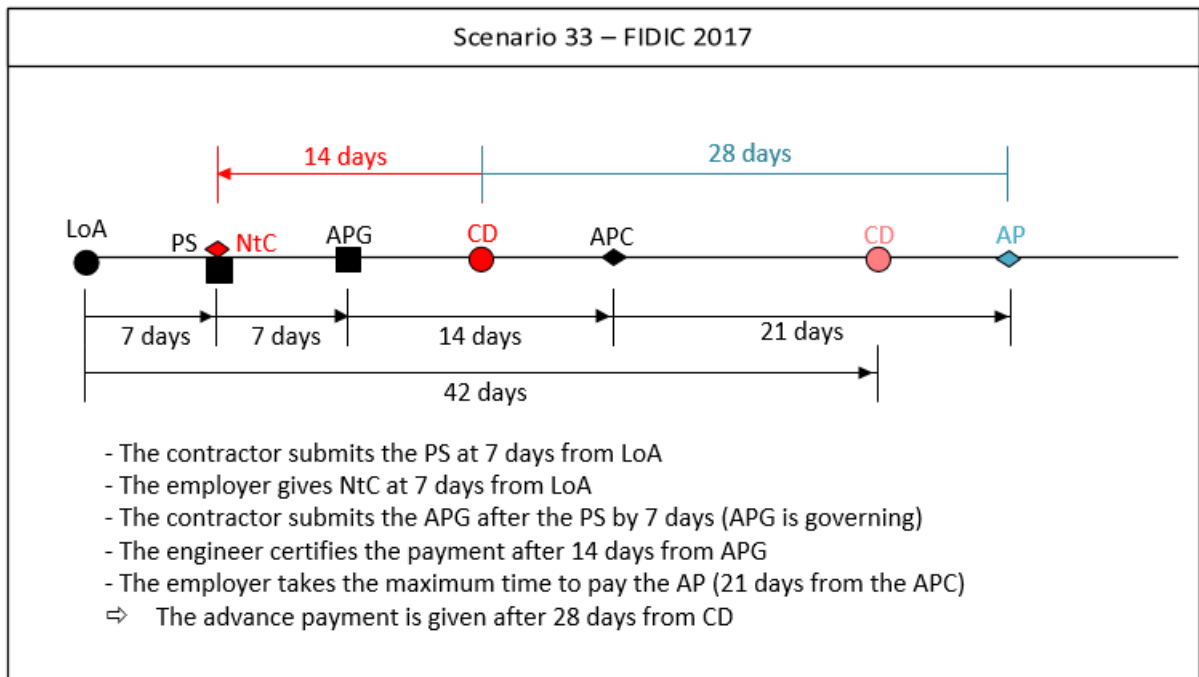 Scenario 33 – FIDIC 2017
14 days
28 days
LoA
PS
NtC
APG
CD
APC
CD
AP
7 days
7 days
14 days
21 days
42 days
- The contractor submits the PS at 7 days from LoA
- The employer gives NtC at 7 days from LoA
- The contractor submits the APG after the PS by 7 days (APG is governing)
- The engineer certifies the payment after 14 days from APG
- The employer takes the maximum time to pay the AP (21 days from the APC)
⇨ The advance payment is given after 28 days from CD